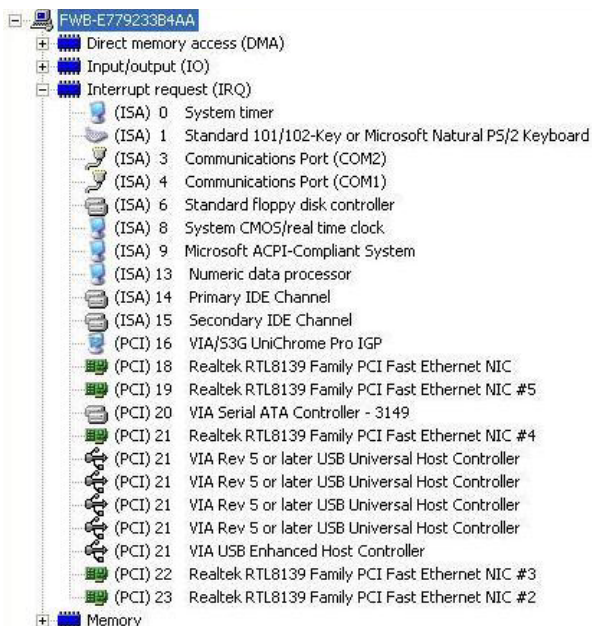 FWB-E779233B4AA
Direct memory access (DMA)
Input/output (IO)
Interrupt request (IRQ)
(ISA) 0 System timer
(ISA) 1 Standard 101/102-Key or Microsoft Natural PS/2 Keyboard
(ISA) 3 Communications Port (COM2)
(ISA) 4 Communications Port (COM1)
(ISA) 6 Standard floppy disk controller
(ISA) 8 System CMOS/real time clock
(ISA) 9 Microsoft ACPI-Compliant System
(ISA) 13 Numeric data processor
(ISA) 14 Primary IDE Channel
(ISA) 15 Secondary IDE Channel
(PCI) 16 VIA/S3G UniChrome Pro IGP
(PCI) 18 Realtek RTL8139 Family PCI Fast Ethernet NIC
(PCI) 19 Realtek RTL8139 Family PCI Fast Ethernet NIC #5
(PCI) 20 VIA Serial ATA Controller - 3149
(PCI) 21 Realtek RTL8139 Family PCI Fast Ethernet NIC #4
(PCI) 21 VIA Rev 5 or later USB Universal Host Controller
(PCI) 21 VIA Rev 5 or later USB Universal Host Controller
(PCI) 21 VIA Rev 5 or later USB Universal Host Controller
(PCI) 21 VIA Rev 5 or later USB Universal Host Controller
(PCI) 21 VIA USB Enhanced Host Controller
(PCI) 22 Realtek RTL8139 Family PCI Fast Ethernet NIC #3
(PCI) 23 Realtek RTL8139 Family PCI Fast Ethernet NIC #2
Memory